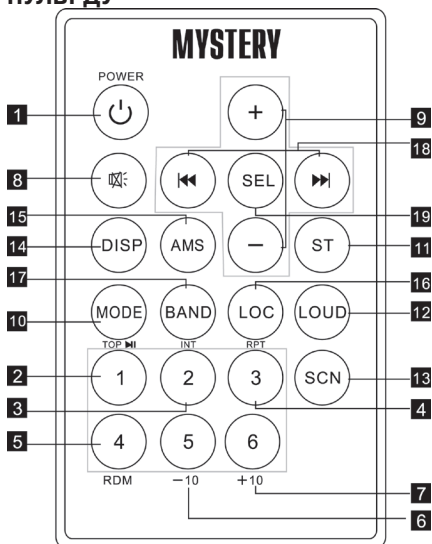 ПУЛЬТ ДУ
MYSTERY
POWER
1
+
9
18
8
SEL
15
19
14
DISP
AMS
−
ST
11
17
16
10
MODE
BAND
LOC
LOUD
12
TOP
INT
RPT
2
1
2
3
SCN
13
3
4
5
4
5
6
RDM
−10
+10
7
6